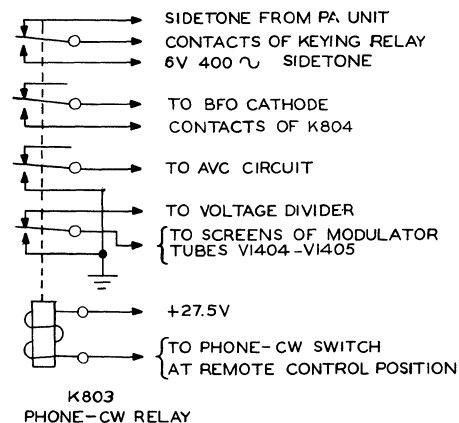 SIDETONE FROM PA UNIT
CONTACTS OF KEYING RELAY
6V 400 ~ SIDETONE
TO BFO CATHODE
CONTACTS OF K804
TO AVC CIRCUIT
TO VOLTAGE DIVIDER
TO SCREENS OF MODULATOR
TUBES V1404-V1405
+27.5V
TO PHONE-CW SWITCH
AT REMOTE CONTROL POSITION
K803
PHONE-CW RELAY